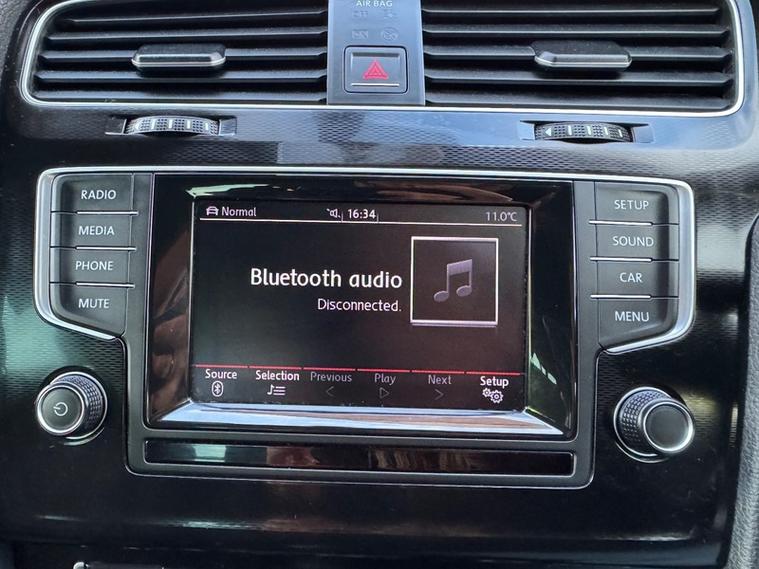 AIR BAG
RADIO
MEDIA
PHONE
MUTE
Normal 16:34 11.0°C
Bluetooth audio
Disconnected.
Source Selection Previous Play Next Setup
SETUP
SOUND
CAR
MENU